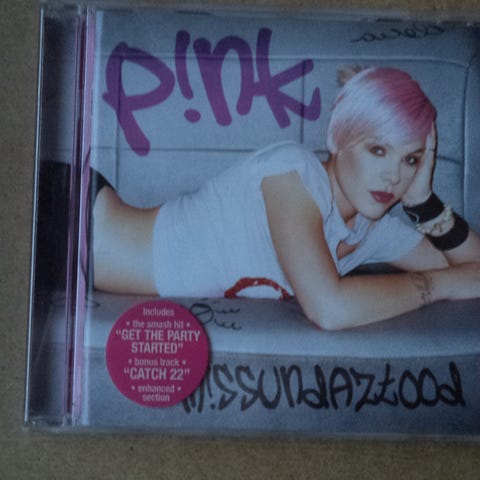 P!nk
Includes
• the smash hit •
"GET THE PARTY
STARTED"
• bonus track •
"CATCH 22"
• enhanced •
section
M!SSUNDAZTOOD